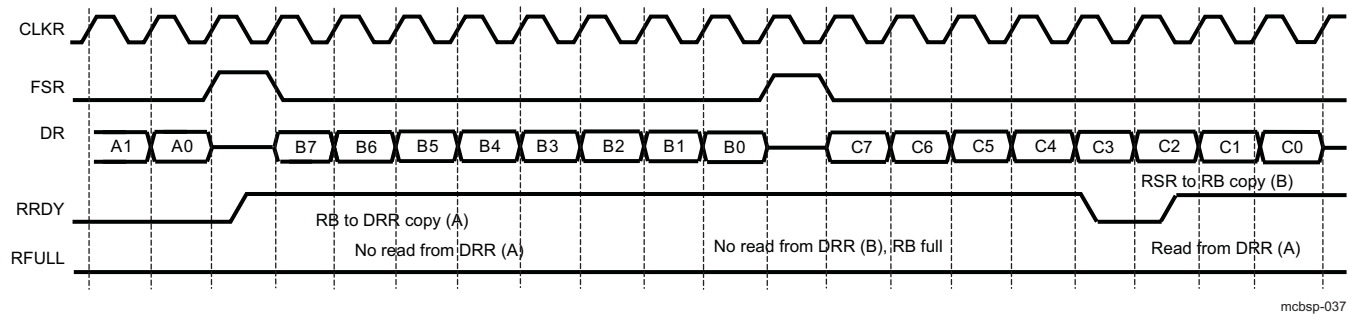 CLKR
FSR
DR A1 A0 B7 B6 B5 B4 B3 B2 B1 B0 C7 C6 C5 C4 C3 C2 C1 C0
RSR to RB copy (B)
RRDY
RB to DRR copy (A)
No read from DRR (A) No read from DRR (B), RB full Read from DRR (A)
RFULL
mcbsp-037